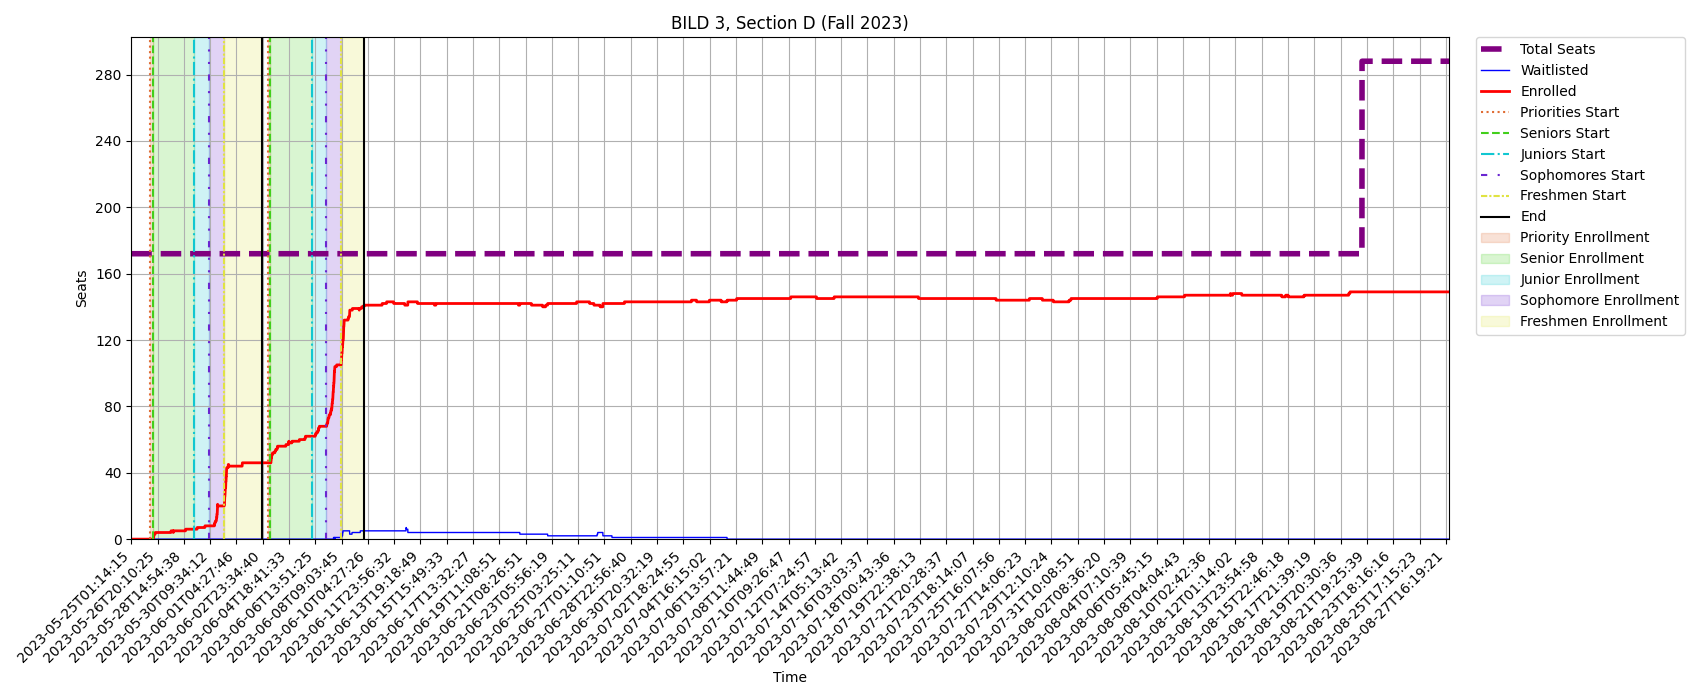 BILD 3, Section D (Fall 2023)
Seats
280
240
200
160
120
80
40
0
2023-05-25T01:14:15
2023-05-26T20:10:25
2023-05-28T14:54:38
2023-05-30T09:34:12
2023-06-01T04:27:46
2023-06-02T23:34:40
2023-06-04T18:41:33
2023-06-06T13:51:25
2023-06-08T09:03:45
2023-06-10T04:27:26
2023-06-11T23:56:32
2023-06-13T19:18:49
2023-06-15T15:49:33
2023-06-17T13:32:27
2023-06-19T11:08:51
2023-06-21T08:26:51
2023-06-23T05:56:19
2023-06-25T03:25:11
2023-06-27T01:10:51
2023-06-28T22:56:40
2023-06-30T20:32:19
2023-07-02T18:24:55
2023-07-04T16:15:02
2023-07-06T13:57:21
2023-07-08T11:44:49
2023-07-10T09:26:47
2023-07-12T07:24:57
2023-07-14T05:13:42
2023-07-16T03:03:37
2023-07-18T00:43:36
2023-07-19T22:38:13
2023-07-21T20:28:37
2023-07-23T18:14:07
2023-07-25T16:07:56
2023-07-27T14:06:23
2023-07-29T12:10:24
2023-07-31T10:08:51
2023-08-02T08:36:20
2023-08-04T07:10:39
2023-08-06T05:45:15
2023-08-08T04:04:43
2023-08-10T02:42:36
2023-08-12T01:14:02
2023-08-13T23:54:58
2023-08-15T22:46:18
2023-08-17T21:39:19
2023-08-19T20:30:36
2023-08-21T19:25:39
2023-08-23T18:16:16
2023-08-25T17:15:23
2023-08-27T16:19:21
Time
Total Seats
Waitlisted
Enrolled
Priorities Start
Seniors Start
Juniors Start
Sophomores Start
Freshmen Start
End
Priority Enrollment
Senior Enrollment
Junior Enrollment
Sophomore Enrollment
Freshmen Enrollment